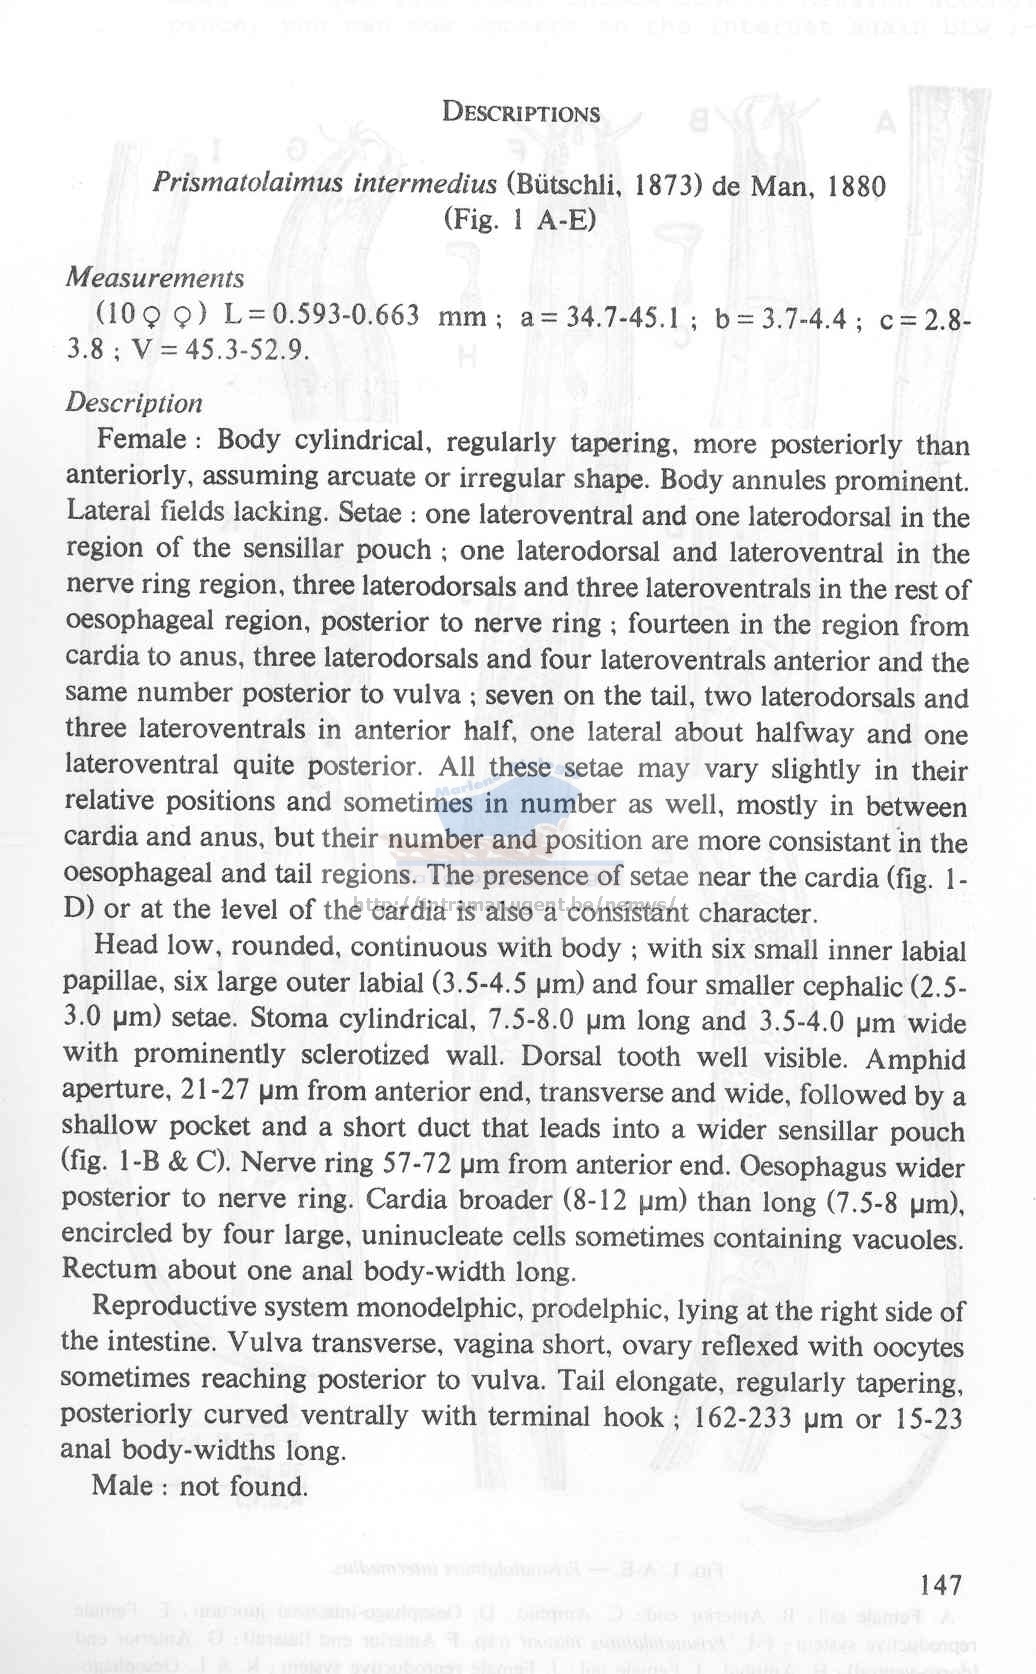 DESCRIPTIONS
Prismatolaimus intermedius (Bütschli, 1873) de Man, 1880
(Fig. 1 A-E)
Measurements
(10 ♀ ♀) L = 0.593-0.663 mm ; a = 34.7-45.1 ; b = 3.7-4.4 ; c = 2.8-
3.8 ; V = 45.3-52.9.
Description
Female : Body cylindrical, regularly tapering, more posteriorly than
anteriorly, assuming arcuate or irregular shape. Body annules prominent.
Lateral fields lacking. Setae : one lateroventral and one laterodorsal in the
region of the sensillar pouch ; one laterodorsal and lateroventral in the
nerve ring region, three laterodorsals and three lateroventrals in the rest of
oesophageal region, posterior to nerve ring ; fourteen in the region from
cardia to anus, three laterodorsals and four lateroventrals anterior and the
same number posterior to vulva ; seven on the tail, two laterodorsals and
three lateroventrals in anterior half, one lateral about halfway and one
lateroventral quite posterior. All these setae may vary slightly in their
relative positions and sometimes in number as well, mostly in between
cardia and anus, but their number and position are more consistant in the
oesophageal and tail regions. The presence of setae near the cardia (fig. 1-
D) or at the level of the cardia is also a consistant character.
http://intramar.ugent.be/nemys/
Head low, rounded, continuous with body ; with six small inner labial
papillae, six large outer labial (3.5-4.5 µm) and four smaller cephalic (2.5-
3.0 µm) setae. Stoma cylindrical, 7.5-8.0 µm long and 3.5-4.0 µm wide
with prominently sclerotized wall. Dorsal tooth well visible. Amphid
aperture, 21-27 µm from anterior end, transverse and wide, followed by a
shallow pocket and a short duct that leads into a wider sensillar pouch
(fig. 1-B & C). Nerve ring 57-72 µm from anterior end. Oesophagus wider
posterior to nerve ring. Cardia broader (8-12 µm) than long (7.5-8 µm),
encircled by four large, uninucleate cells sometimes containing vacuoles.
Rectum about one anal body-width long.
Reproductive system monodelphic, prodelphic, lying at the right side of
the intestine. Vulva transverse, vagina short, ovary reflexed with oocytes
sometimes reaching posterior to vulva. Tail elongate, regularly tapering,
posteriorly curved ventrally with terminal hook ; 162-233 µm or 15-23
anal body-widths long.
Male : not found.
147